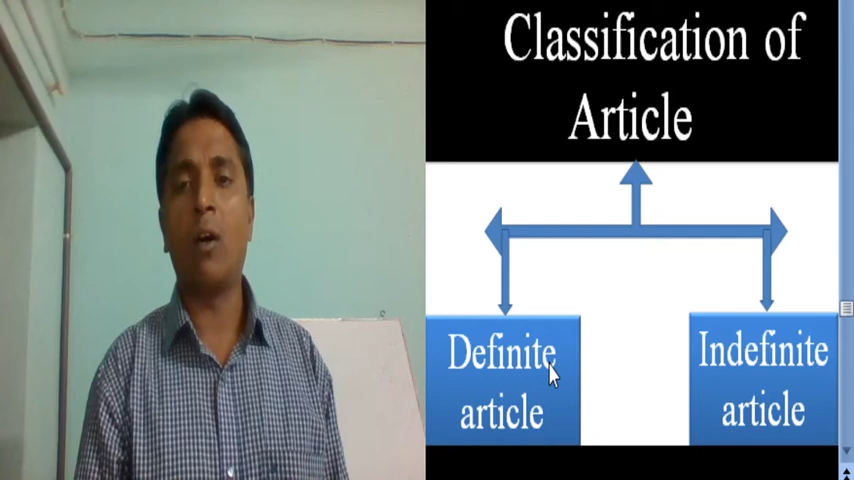 Classification of
Article
Definite
article
Indefinite
article